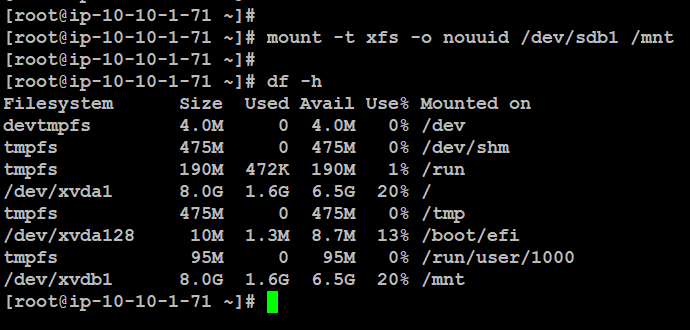 [root@ip-10-10-1-71 ~]#
[root@ip-10-10-1-71 ~]# mount -t xfs -o nouuid /dev/sdb1 /mnt
[root@ip-10-10-1-71 ~]#
[root@ip-10-10-1-71 ~]# df -h
Filesystem      Size  Used Avail Use% Mounted on
devtmpfs        4.0M     0  4.0M   0% /dev
tmpfs           475M     0  475M   0% /dev/shm
tmpfs           190M  472K  190M   1% /run
/dev/xvda1      8.0G  1.6G  6.5G  20% /
tmpfs           475M     0  475M   0% /tmp
/dev/xvda128     10M  1.3M  8.7M  13% /boot/efi
tmpfs            95M     0   95M   0% /run/user/1000
/dev/xvdb1      8.0G  1.6G  6.5G  20% /mnt
[root@ip-10-10-1-71 ~]#